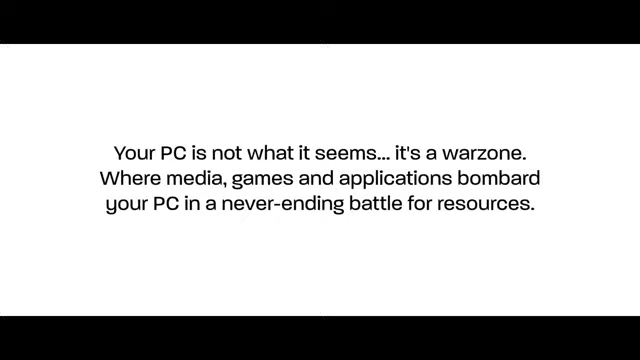 Your PC is not what it seems... it's a warzone.
Where media, games and applications bombard
your PC in a never-ending battle for resources.